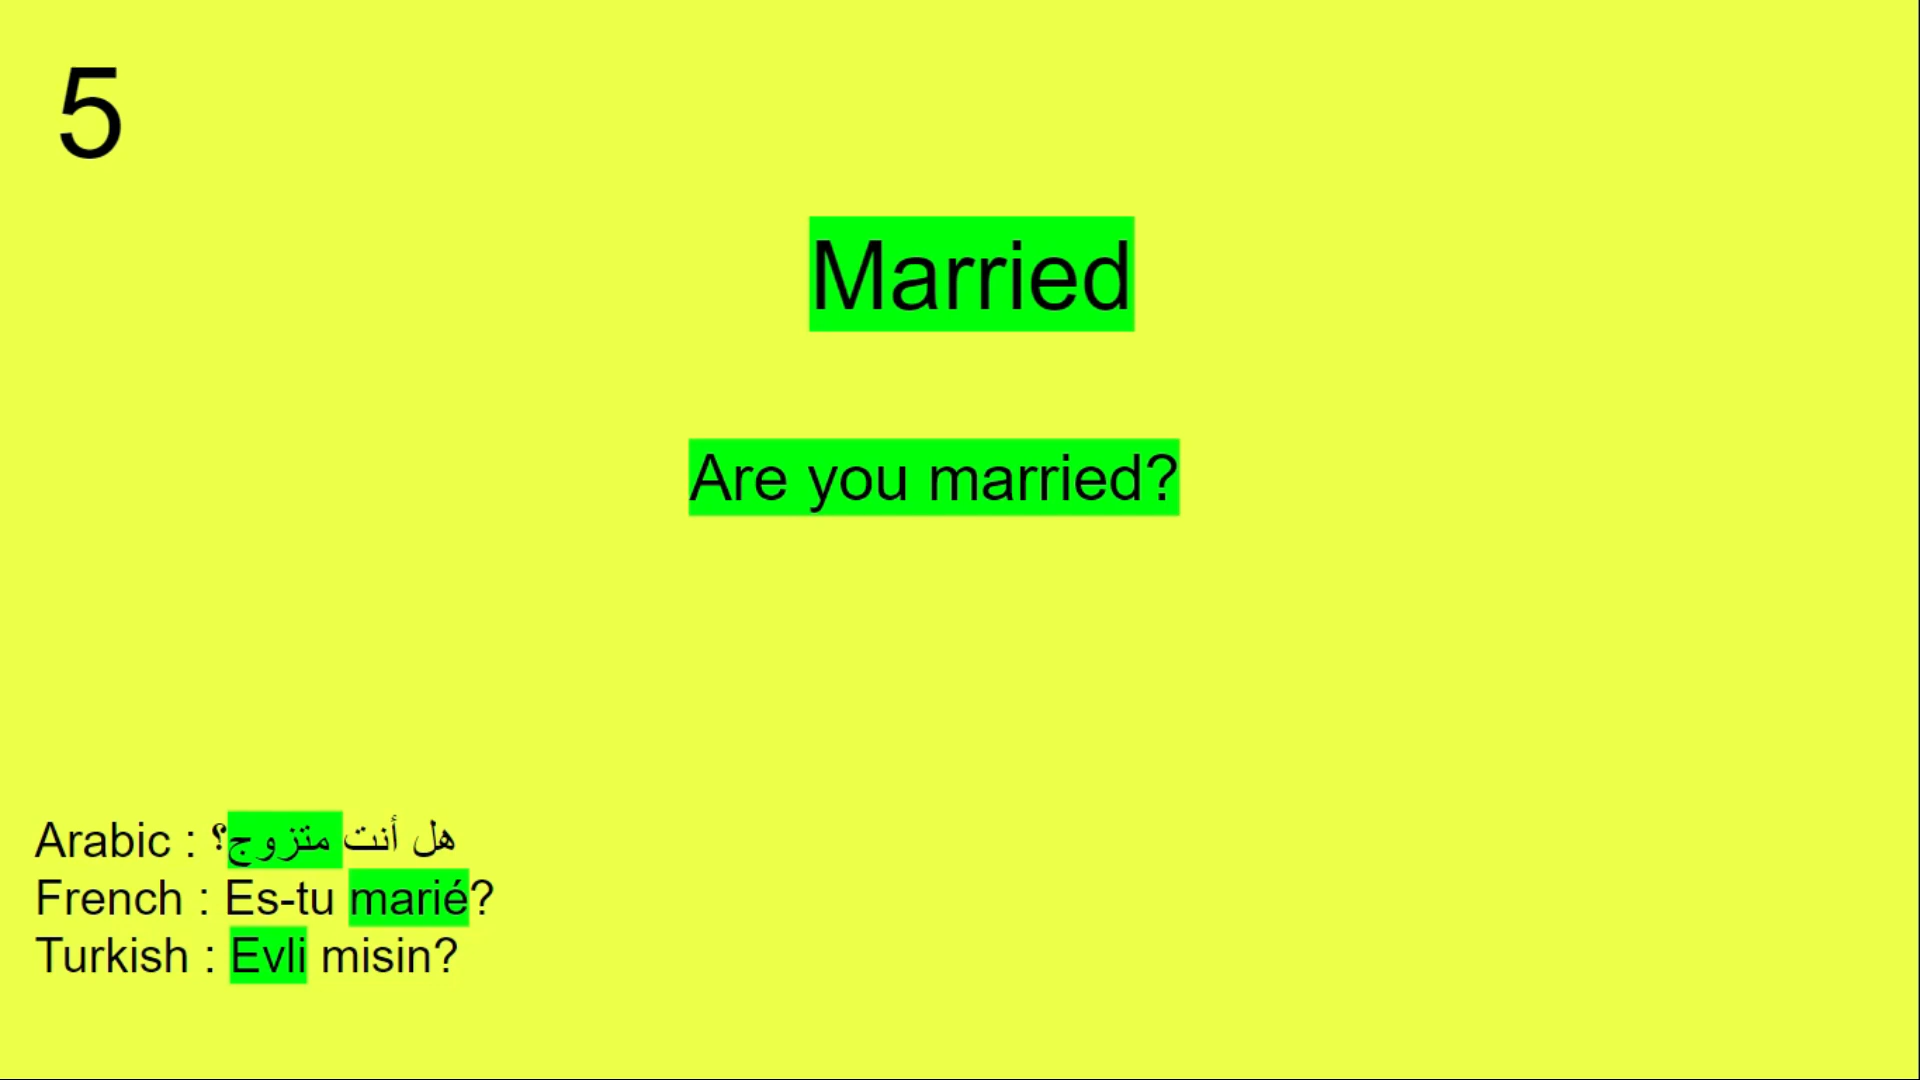 5
Married
Are you married?
Arabic : هل أنت متزوج؟
French : Es-tu marié?
Turkish : Evli misin?